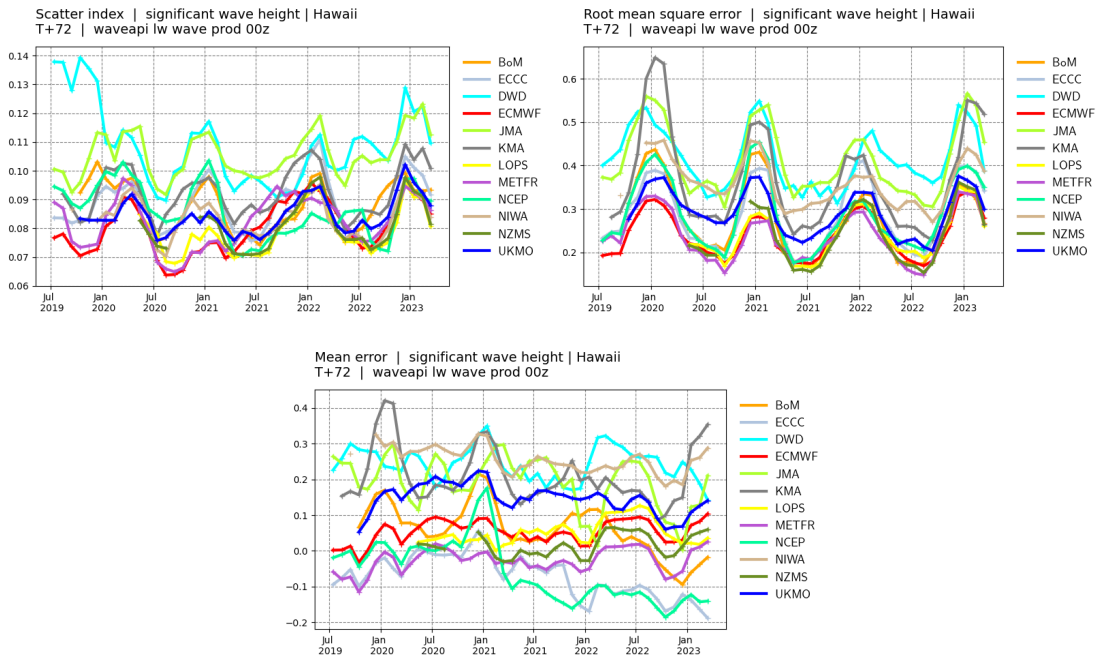 Scatter index | significant wave height | Hawaii
T+72 | waveapi lw wave prod 00z
0.14
0.13
0.12
0.11
0.10
0.09
0.08
0.07
0.06
Jul 2019
Jan 2020
Jul 2020
Jan 2021
Jul 2021
Jan 2022
Jul 2022
Jan 2023
BoM
ECCC
DWD
ECMWF
JMA
KMA
LOPS
METFR
NCEP
NIWA
NZMS
UKMO
Root mean square error | significant wave height | Hawaii
T+72 | waveapi lw wave prod 00z
0.6
0.5
0.4
0.3
0.2
Jul 2019
Jan 2020
Jul 2020
Jan 2021
Jul 2021
Jan 2022
Jul 2022
Jan 2023
BoM
ECCC
DWD
ECMWF
JMA
KMA
LOPS
METFR
NCEP
NIWA
NZMS
UKMO
Mean error | significant wave height | Hawaii
T+72 | waveapi lw wave prod 00z
0.4
0.3
0.2
0.1
0.0
−0.1
−0.2
Jul 2019
Jan 2020
Jul 2020
Jan 2021
Jul 2021
Jan 2022
Jul 2022
Jan 2023
BoM
ECCC
DWD
ECMWF
JMA
KMA
LOPS
METFR
NCEP
NIWA
NZMS
UKMO